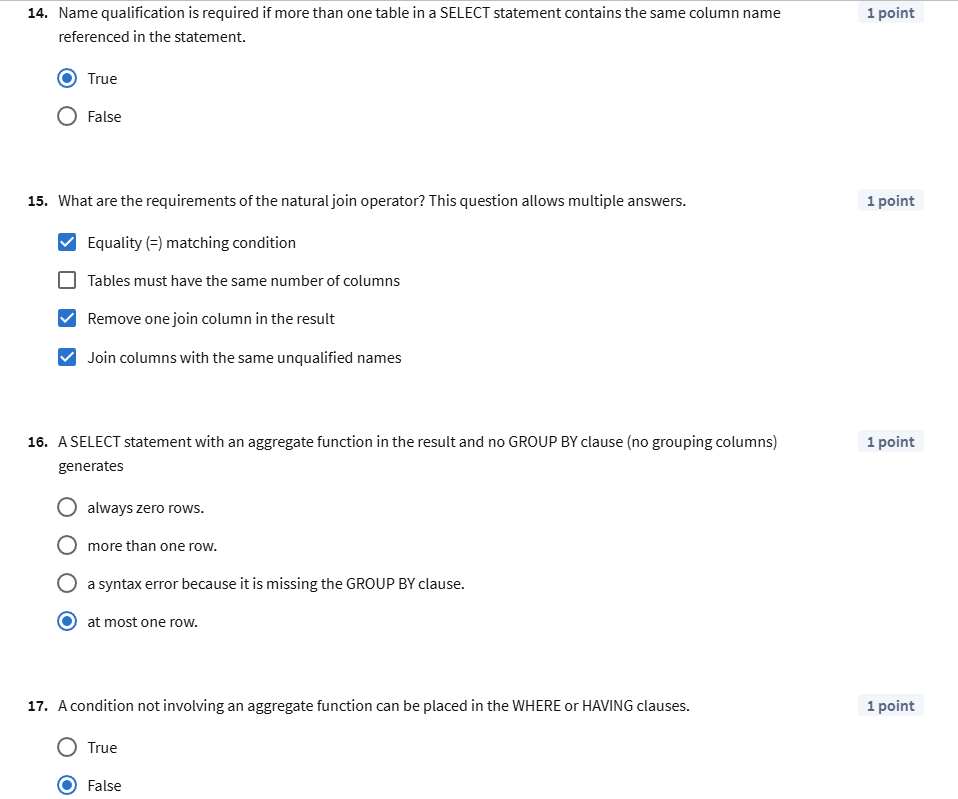 14. Name qualification is required if more than one table in a SELECT statement contains the same column name 1 point
referenced in the statement.
True
False
15. What are the requirements of the natural join operator? This question allows multiple answers. 1 point
Equality (=) matching condition
Tables must have the same number of columns
Remove one join column in the result
Join columns with the same unqualified names
16. A SELECT statement with an aggregate function in the result and no GROUP BY clause (no grouping columns) 1 point
generates
always zero rows.
more than one row.
a syntax error because it is missing the GROUP BY clause.
at most one row.
17. A condition not involving an aggregate function can be placed in the WHERE or HAVING clauses. 1 point
True
False